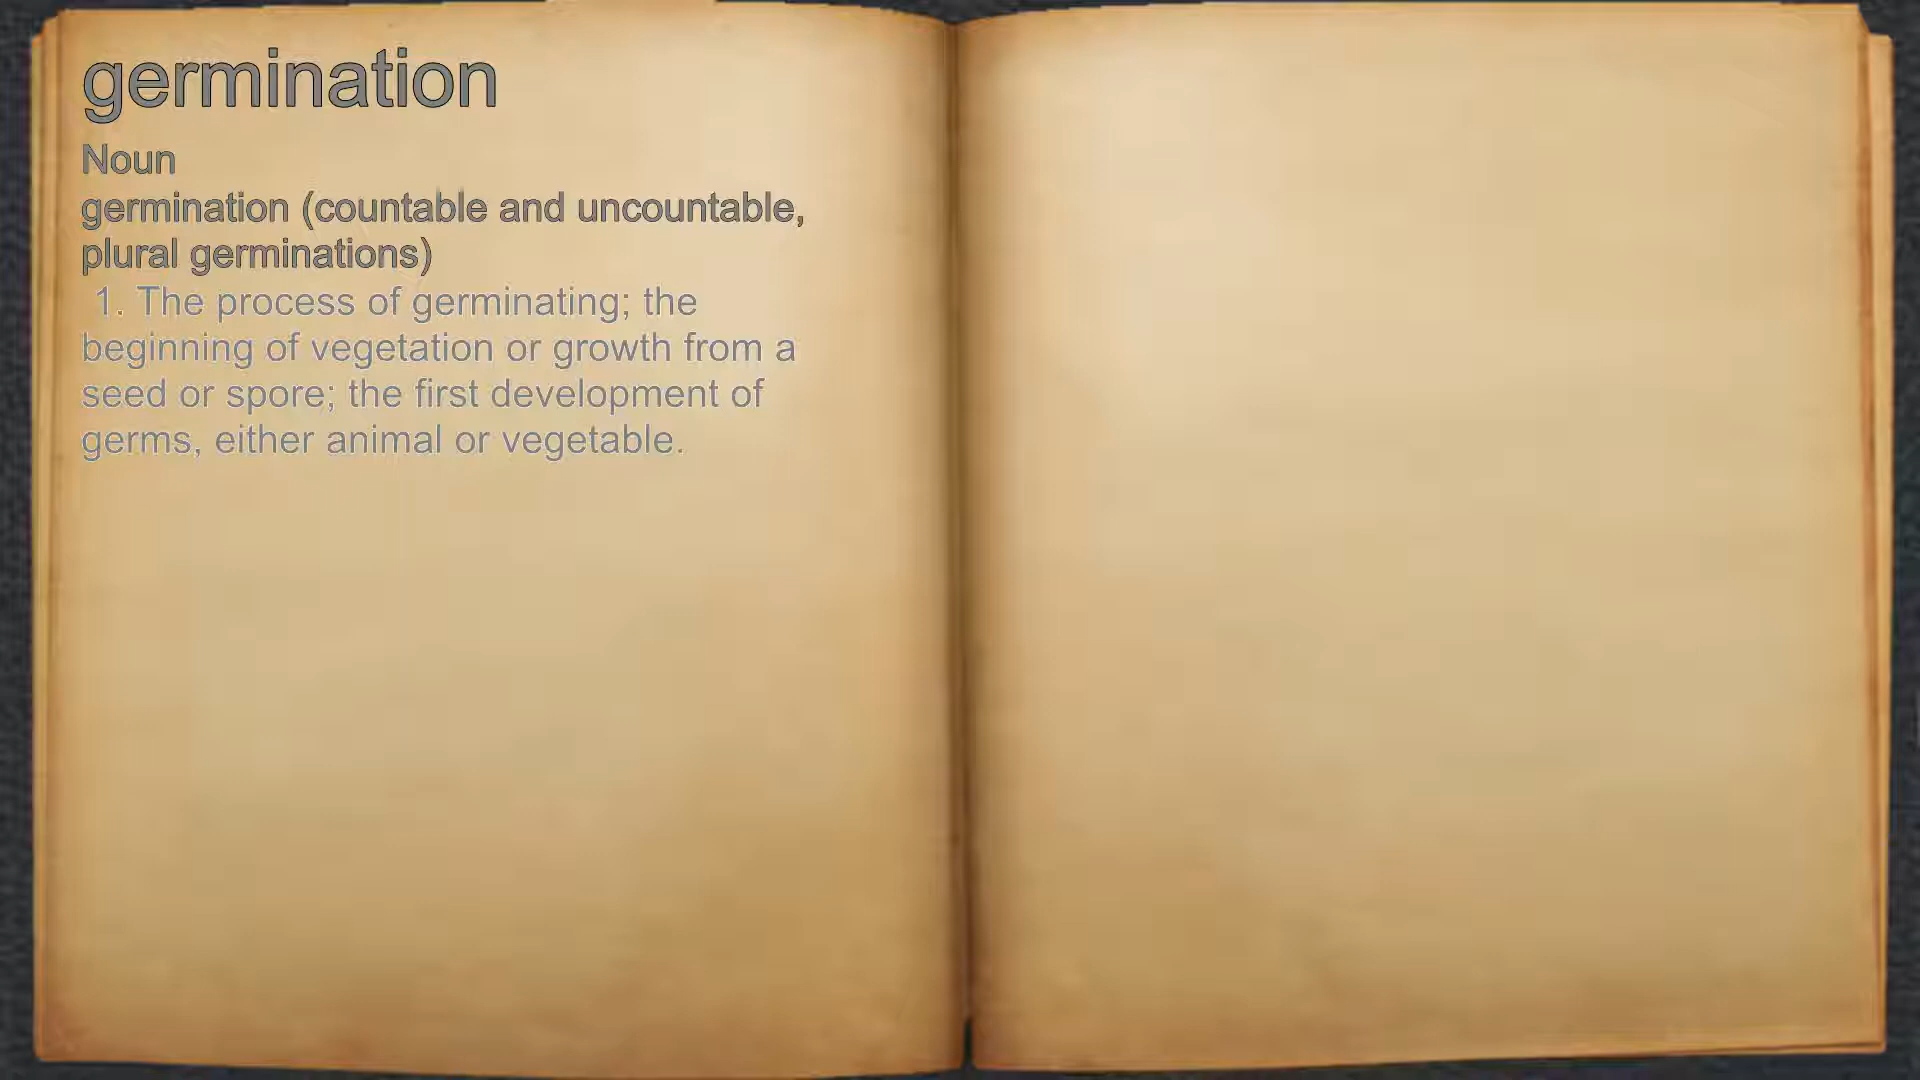 germination
Noun
germination (countable and uncountable,
plural germinations)
1. The process of germinating; the
beginning of vegetation or growth from a
seed or spore; the first development of
germs, either animal or vegetable.